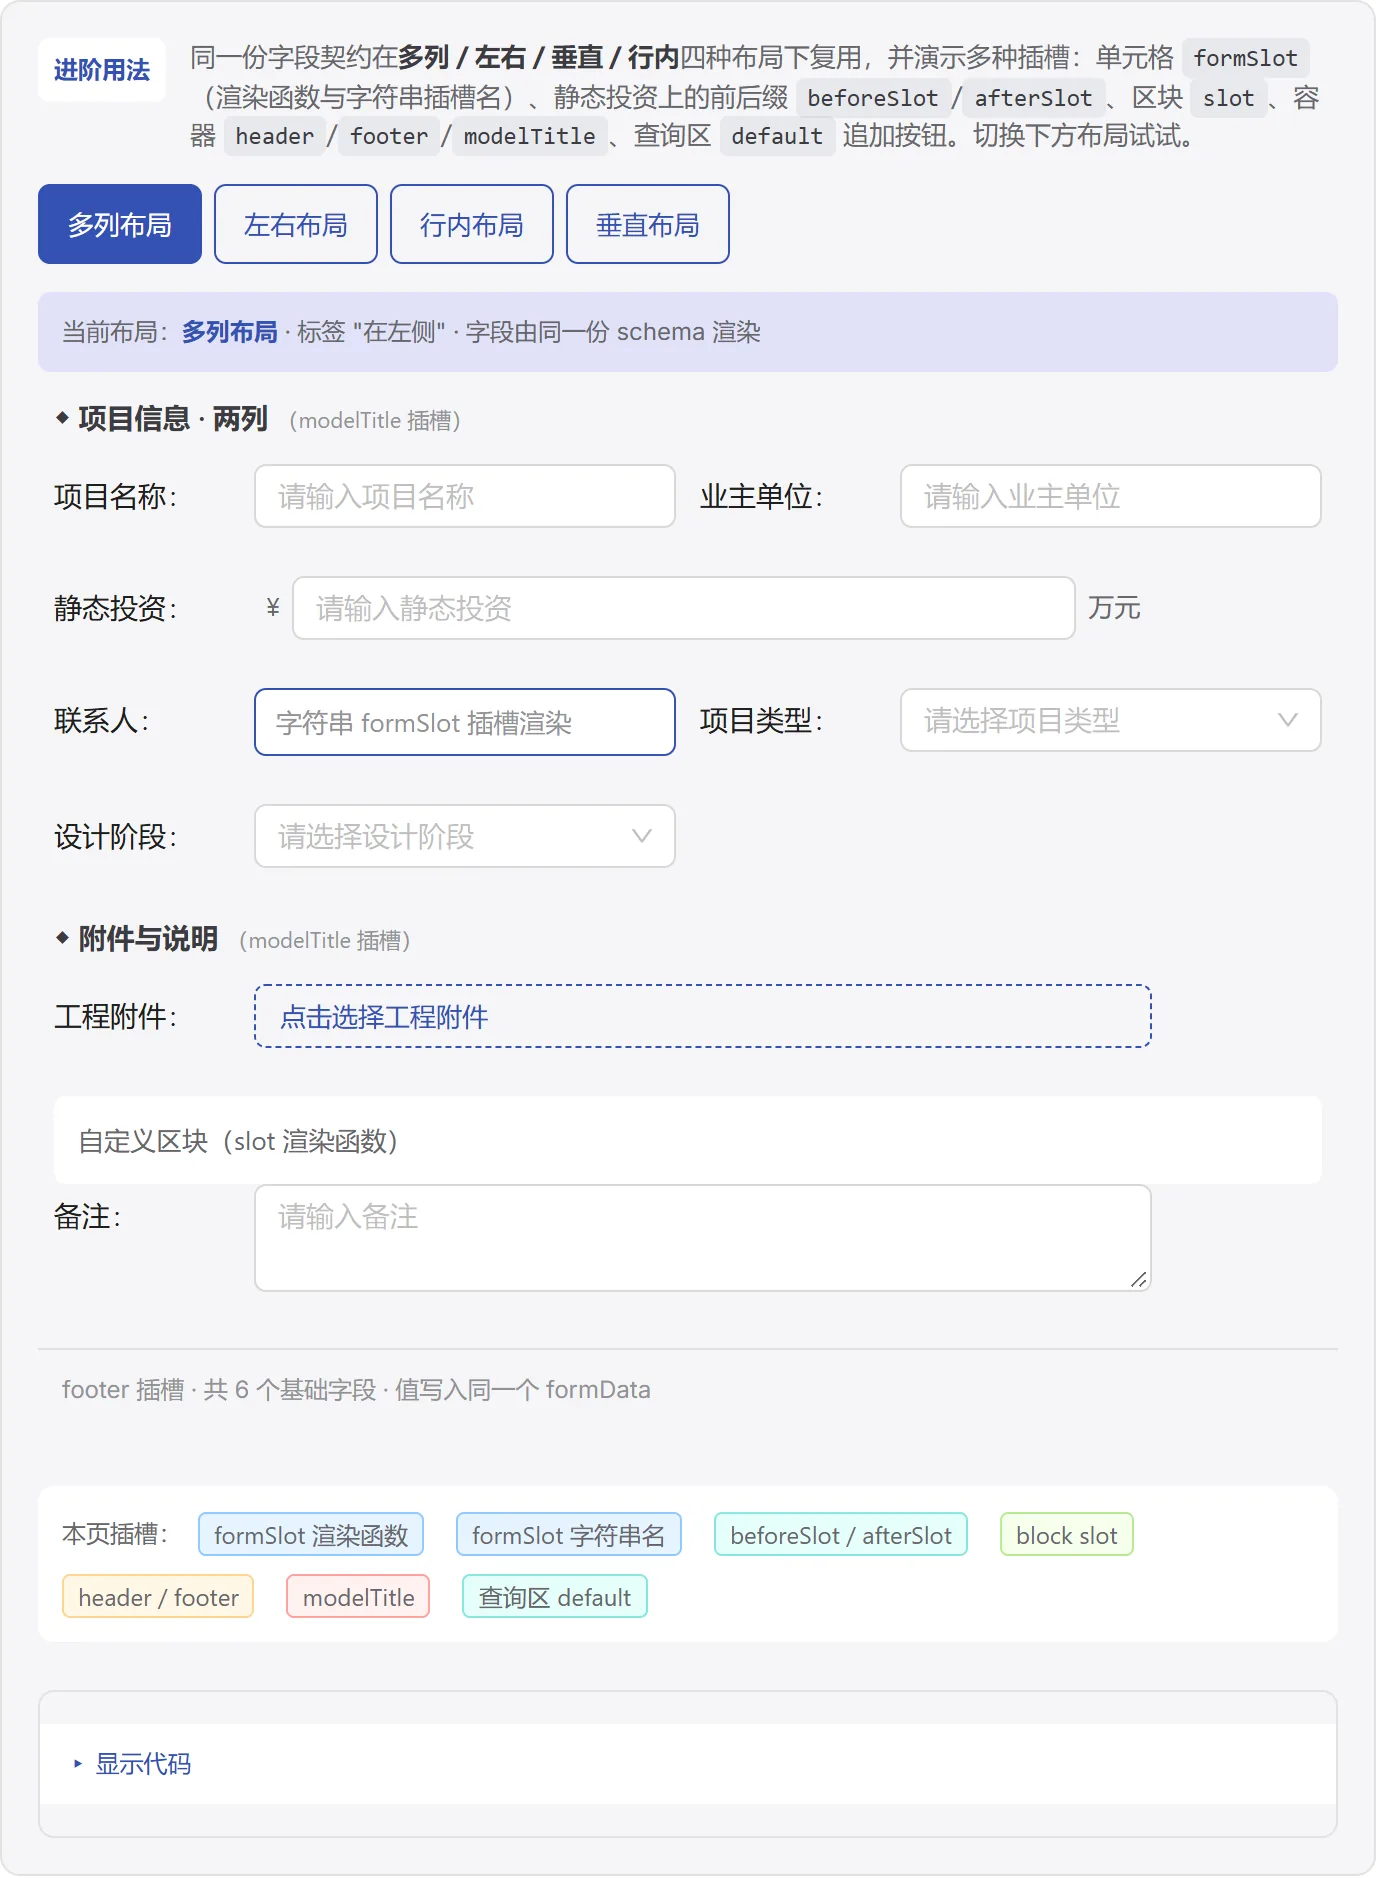 进阶用法
同一份字段契约在多列 / 左右 / 垂直 / 行内四种布局下复用，并演示多种插槽：单元格 formSlot
（渲染函数与字符串插槽名）、静态投资上的前后缀 beforeSlot / afterSlot 、区块 slot 、容
器 header / footer / modelTitle 、查询区 default 追加按钮。切换下方布局试试。
多列布局 左右布局 行内布局 垂直布局
当前布局：多列布局 · 标签 "在左侧" · 字段由同一份 schema 渲染
◆ 项目信息 · 两列 （modelTitle 插槽）
项目名称： 请输入项目名称 业主单位： 请输入业主单位
静态投资： ¥ 请输入静态投资 万元
联系人： 字符串 formSlot 插槽渲染 项目类型： 请选择项目类型
设计阶段： 请选择设计阶段
◆ 附件与说明 （modelTitle 插槽）
工程附件： 点击选择工程附件
自定义区块（slot 渲染函数）
备注： 请输入备注
footer 插槽 · 共 6 个基础字段 · 值写入同一个 formData
本页插槽： formSlot 渲染函数 formSlot 字符串名 beforeSlot / afterSlot block slot
header / footer modelTitle 查询区 default
▸ 显示代码